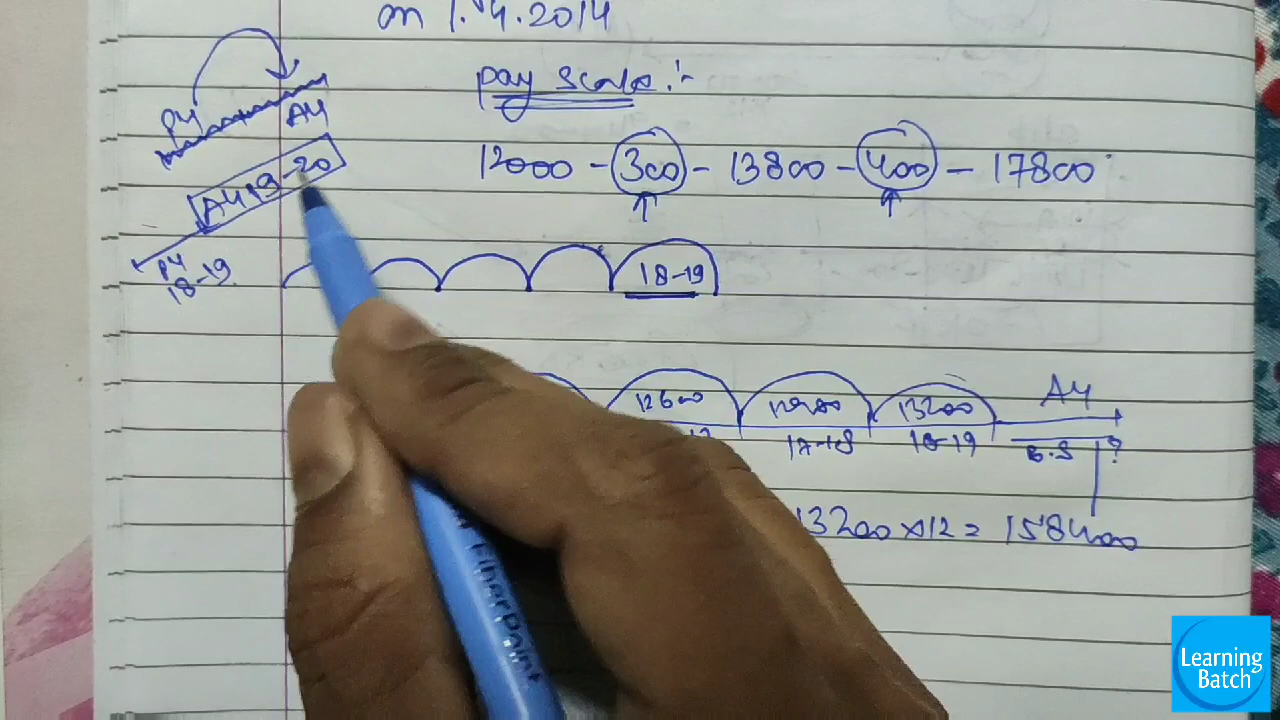 on 1.4.2014
pay scale :-
PY
AY
12000 - 300 - 13800 - 400 - 17800
AY 19-20
PY
18-19
18-19
12600
13200
AY
17-18
18-19
B.S ?
13200 x 12 = 158400
FiberPoint
Learning
Batch